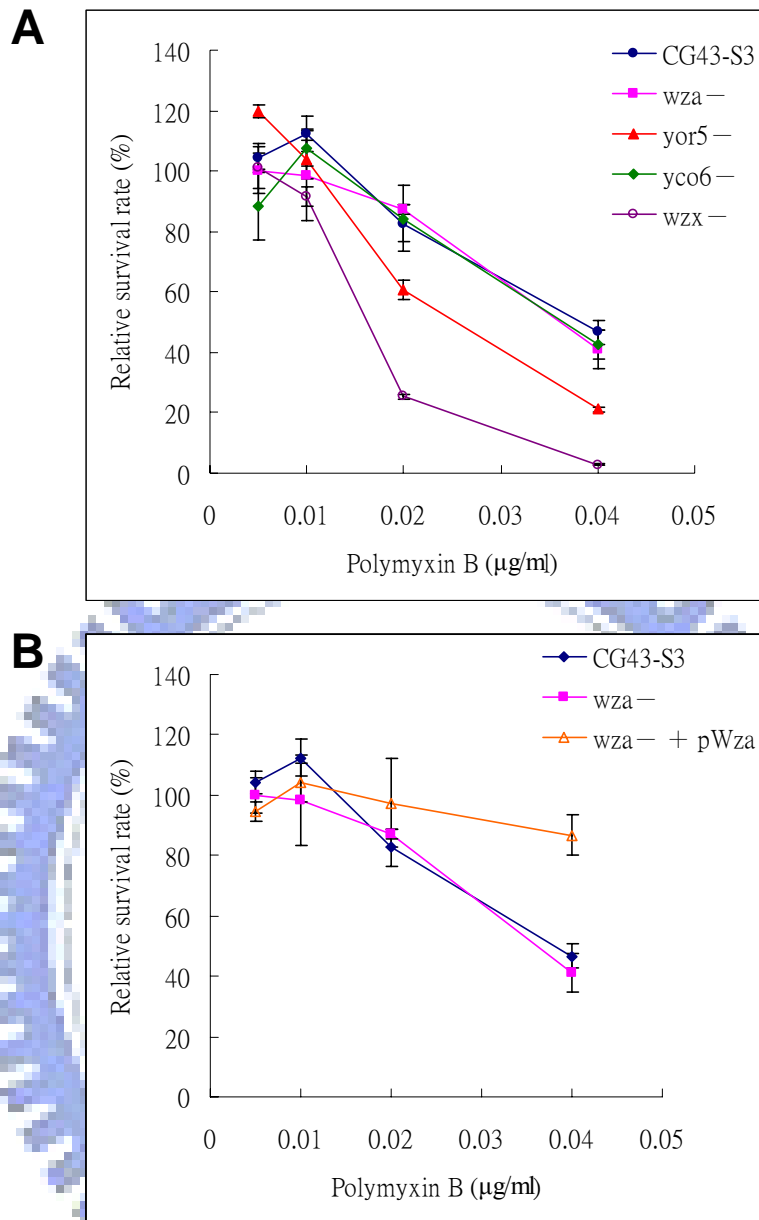 A
140
120
100
80
60
40
20
0
Relative survival rate (%)
0 0.01 0.02 0.03 0.04 0.05
Polymyxin B (μg/ml)
CG43-S3
wza－
yor5－
yco6－
wzx－
B
140
120
100
80
60
40
20
0
Relative survival rate (%)
0 0.01 0.02 0.03 0.04 0.05
Polymyxin B (μg/ml)
CG43-S3
wza－
wza－ + pWza